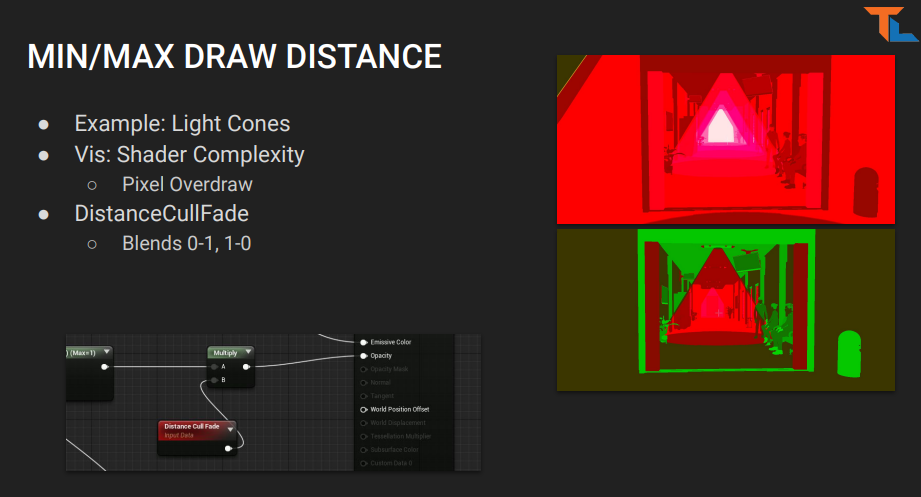 TL
MIN/MAX DRAW DISTANCE
Example: Light Cones
Vis: Shader Complexity
Pixel Overdraw
DistanceCullFade
Blends 0-1, 1-0
) (Max=1)
Multiply
A
B
Distance Cull Fade
Input Data
Emissive Color
Opacity
Opacity Mask
Normal
Tangent
World Position Offset
World Displacement
Tessellation Multiplier
Subsurface Color
Custom Data 0